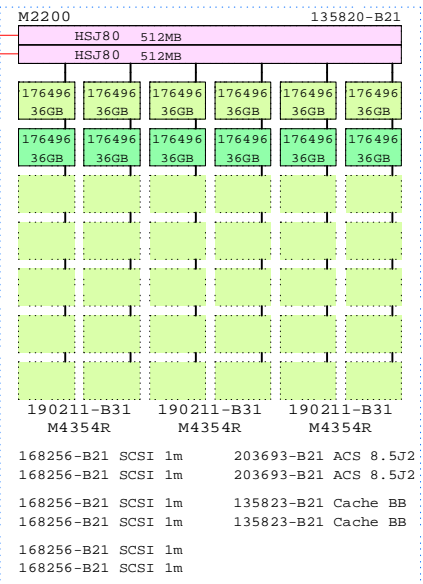 M2200 135820-B21
HSJ80 512MB
HSJ80 512MB
176496 176496 176496 176496 176496 176496
36GB 36GB 36GB 36GB 36GB 36GB
176496 176496 176496 176496 176496 176496
36GB 36GB 36GB 36GB 36GB 36GB
190211-B31 190211-B31 190211-B31
M4354R M4354R M4354R
168256-B21 SCSI 1m 203693-B21 ACS 8.5J2
168256-B21 SCSI 1m 203693-B21 ACS 8.5J2
168256-B21 SCSI 1m 135823-B21 Cache BB
168256-B21 SCSI 1m 135823-B21 Cache BB
168256-B21 SCSI 1m
168256-B21 SCSI 1m